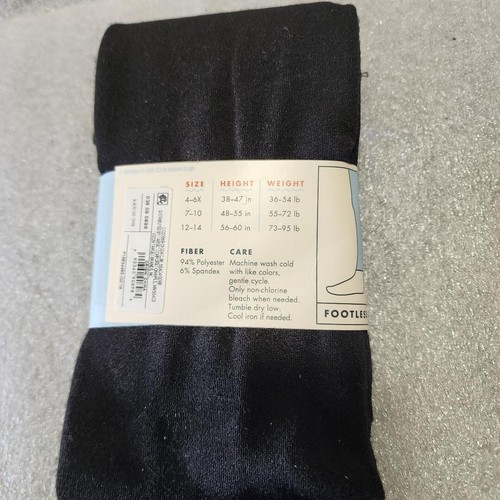 SIZE HEIGHT WEIGHT
4–6X 38–47 in 36–54 lb
7–10 48–55 in 55–72 lb
12–14 56–60 in 73–95 lb
FIBER
94% Polyester
6% Spandex
CARE
Machine wash cold
with like colors,
gentle cycle.
Only non-chlorine
bleach when needed.
Tumble dry low.
Cool iron if needed.
FOOTLES